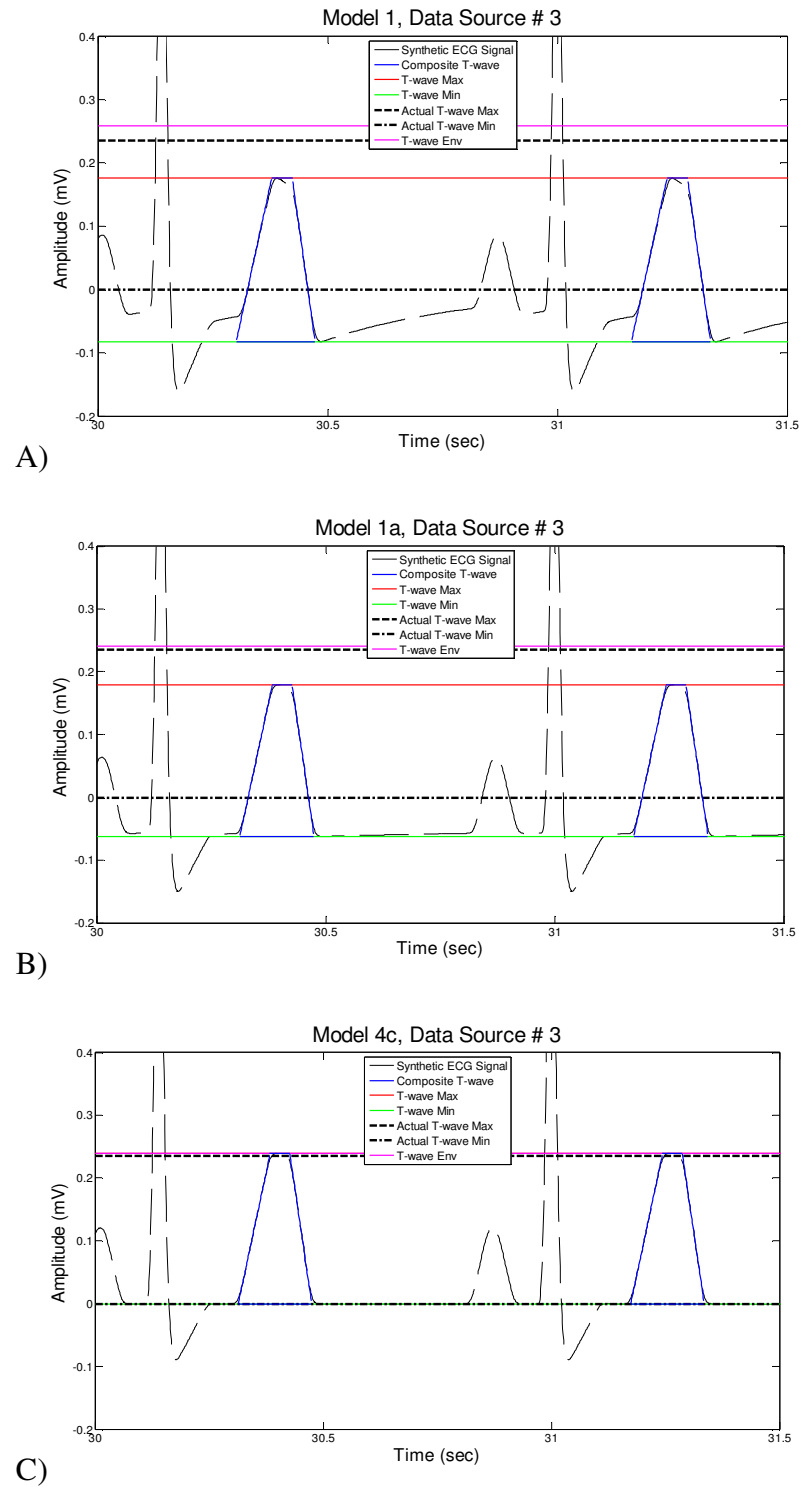 Model 1, Data Source # 3
Synthetic ECG Signal
Composite T-wave
T-wave Max
T-wave Min
Actual T-wave Max
Actual T-wave Min
T-wave Env
Amplitude (mV)
0.4
0.3
0.2
0.1
0
-0.1
-0.2
30
30.5
31
31.5
Time (sec)
A)
Model 1a, Data Source # 3
Synthetic ECG Signal
Composite T-wave
T-wave Max
T-wave Min
Actual T-wave Max
Actual T-wave Min
T-wave Env
Amplitude (mV)
0.4
0.3
0.2
0.1
0
-0.1
-0.2
30
30.5
31
31.5
Time (sec)
B)
Model 4c, Data Source # 3
Synthetic ECG Signal
Composite T-wave
T-wave Max
T-wave Min
Actual T-wave Max
Actual T-wave Min
T-wave Env
Amplitude (mV)
0.4
0.3
0.2
0.1
0
-0.1
-0.2
30
30.5
31
31.5
Time (sec)
C)